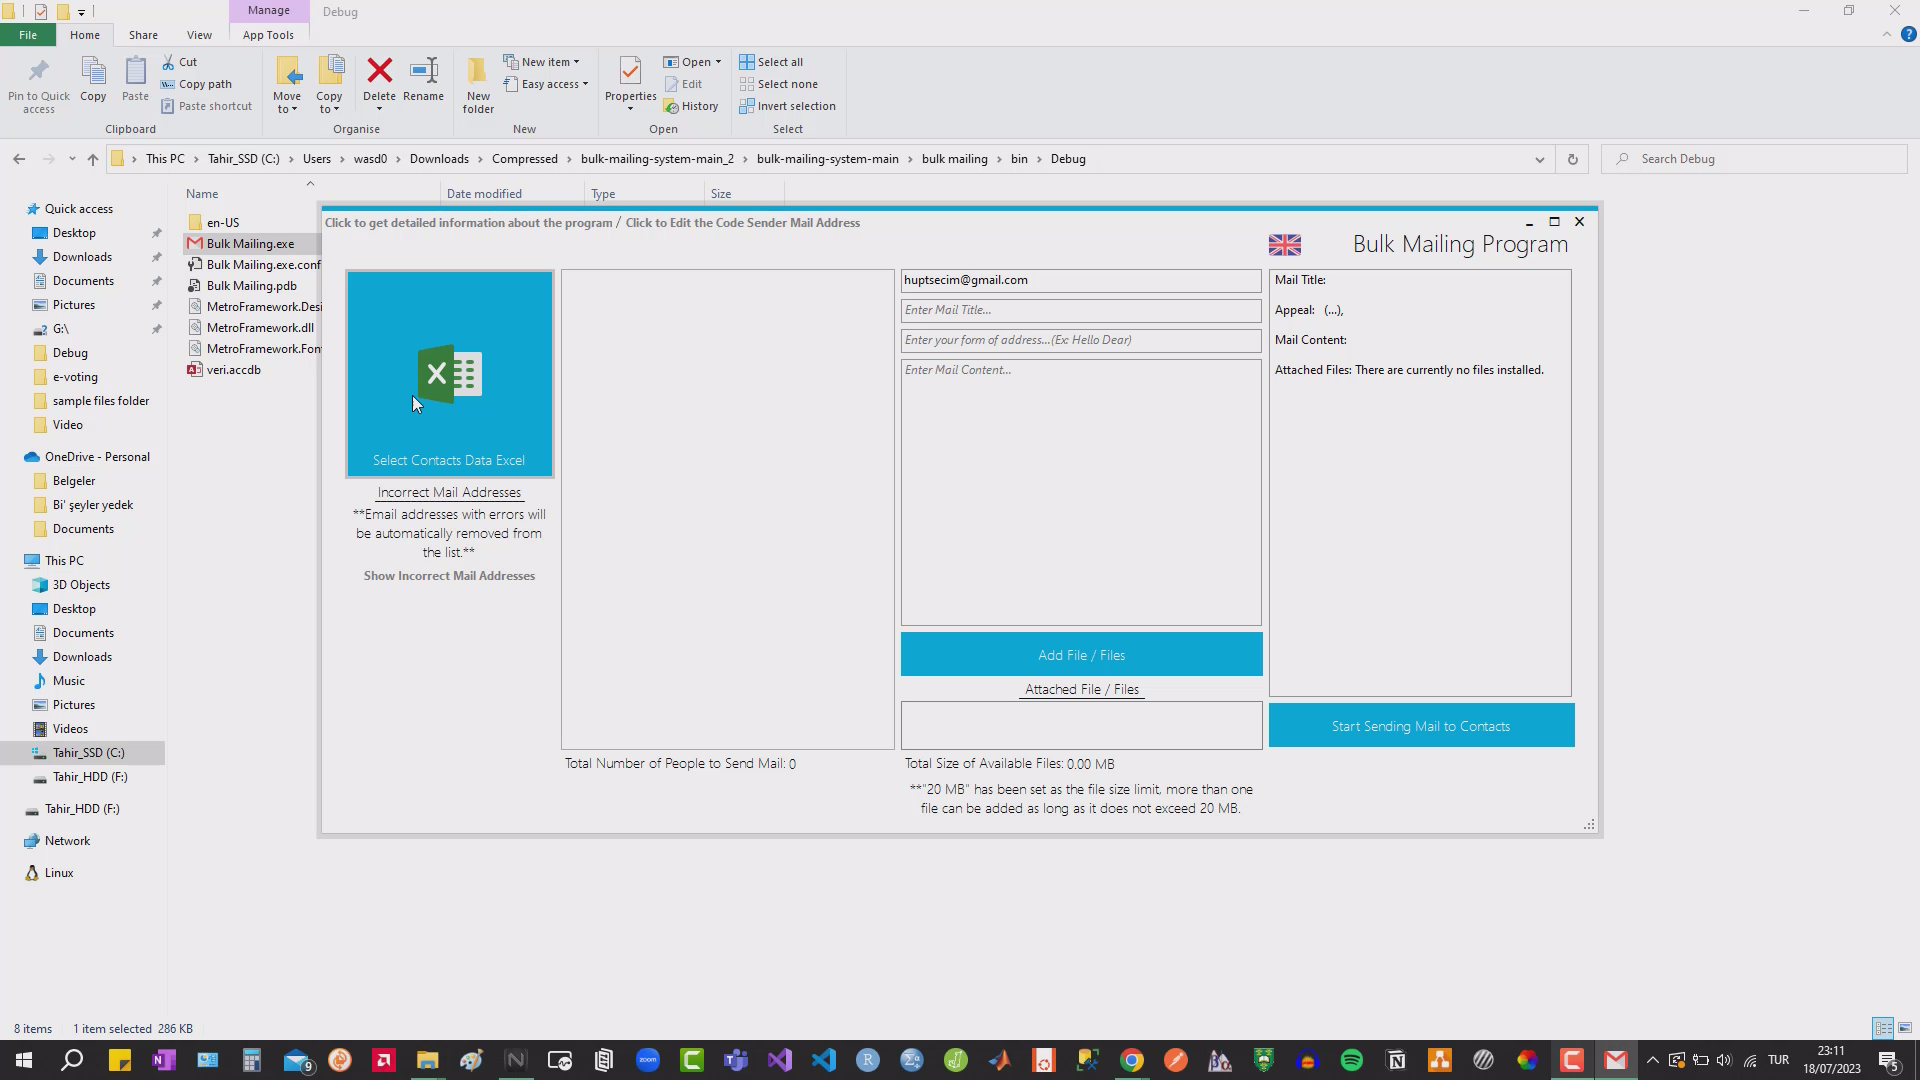 Manage
Debug
File
Home
Share
View
App Tools
Pin to Quick access
Copy
Paste
Cut
Copy path
Paste shortcut
Clipboard
Move to
Copy to
Delete
Rename
Organise
New folder
New item
Easy access
New
Properties
Open
Edit
History
Open
Select all
Select none
Invert selection
Select
This PC > Tahir_SSD (C:) > Users > wasd0 > Downloads > Compressed > bulk-mailing-system-main_2 > bulk-mailing-system-main > bulk mailing > bin > Debug
Search Debug
Name
Date modified
Type
Size
Quick access
Desktop
Downloads
Documents
Pictures
G:\
Debug
e-voting
sample files folder
Video
OneDrive - Personal
Belgeler
Bi' şeyler yedek
Documents
This PC
3D Objects
Desktop
Documents
Downloads
Music
Pictures
Videos
Tahir_SSD (C:)
Tahir_HDD (F:)
Tahir_HDD (F:)
Network
Linux
en-US
Bulk Mailing.exe
Bulk Mailing.exe.conf
Bulk Mailing.pdb
MetroFramework.Desi
MetroFramework.dll
MetroFramework.Fon
veri.accdb
Click to get detailed information about the program / Click to Edit the Code Sender Mail Address
Bulk Mailing Program
Select Contacts Data Excel
Incorrect Mail Addresses
**Email addresses with errors will
be automatically removed from
the list.**
Show Incorrect Mail Addresses
Total Number of People to Send Mail: 0
huptsecim@gmail.com
Enter Mail Title...
Enter your form of address...(Ex: Hello Dear)
Enter Mail Content...
Add File / Files
Attached File / Files
Total Size of Available Files: 0.00 MB
**"20 MB" has been set as the file size limit, more than one
file can be added as long as it does not exceed 20 MB.
Mail Title:
Appeal: (...),
Mail Content:
Attached Files: There are currently no files installed.
Start Sending Mail to Contacts
8 items
1 item selected 286 KB
9
zoom
TUR
23:11
18/07/2023
5